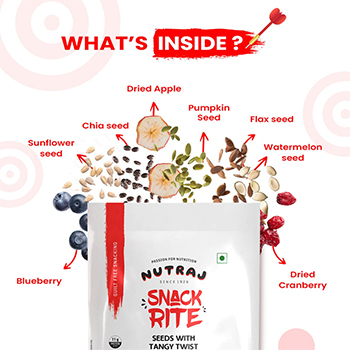 WHAT'S INSIDE ?
Dried Apple
Pumpkin
Seed
Chia seed
Flax seed
Sunflower
seed
Watermelon
seed
Blueberry
Dried
Cranberry
GUILT FREE SNACKING
PASSION FOR NUTRITION
NUTRAJ
SINCE 1920
SNACK
RITE
SEEDS WITH
TANGY TWIST